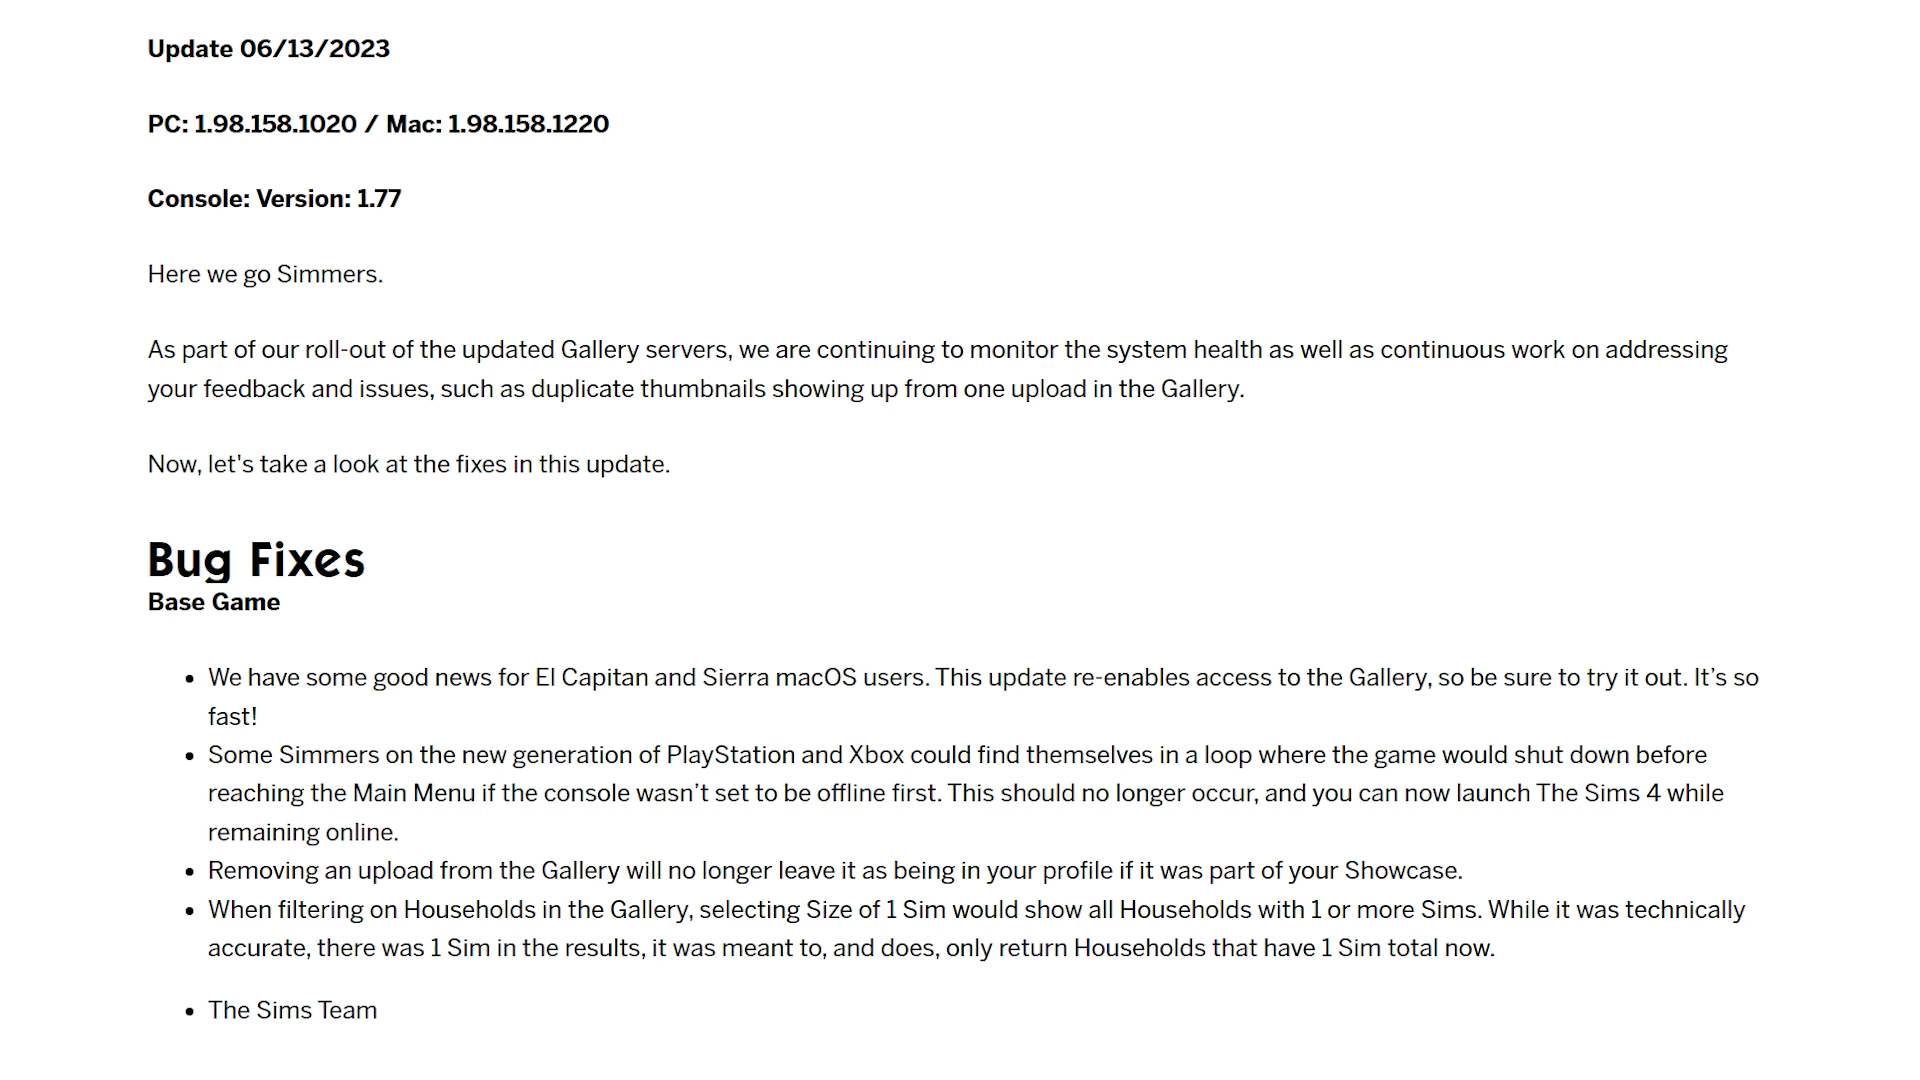 Update 06/13/2023
PC: 1.98.158.1020 / Mac: 1.98.158.1220
Console: Version: 1.77
Here we go Simmers.
As part of our roll-out of the updated Gallery servers, we are continuing to monitor the system health as well as continuous work on addressing
your feedback and issues, such as duplicate thumbnails showing up from one upload in the Gallery.
Now, let's take a look at the fixes in this update.
Bug Fixes
Base Game
• We have some good news for El Capitan and Sierra macOS users. This update re-enables access to the Gallery, so be sure to try it out. It’s so
fast!
• Some Simmers on the new generation of PlayStation and Xbox could find themselves in a loop where the game would shut down before
reaching the Main Menu if the console wasn’t set to be offline first. This should no longer occur, and you can now launch The Sims 4 while
remaining online.
• Removing an upload from the Gallery will no longer leave it as being in your profile if it was part of your Showcase.
• When filtering on Households in the Gallery, selecting Size of 1 Sim would show all Households with 1 or more Sims. While it was technically
accurate, there was 1 Sim in the results, it was meant to, and does, only return Households that have 1 Sim total now.
• The Sims Team